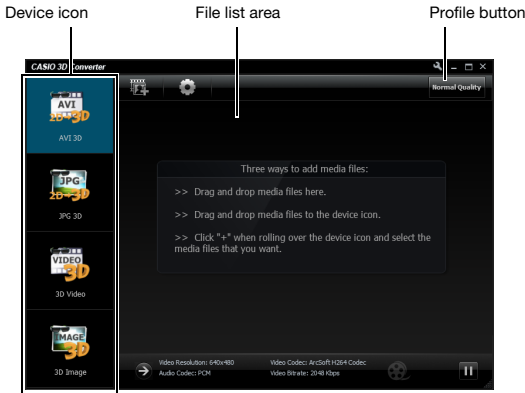 Device icon
File list area
Profile button
CASIO 3D Converter
Normal Quality
AVI
2D 3D
AVI 3D
JPG
2D 3D
JPG 3D
VIDEO
3D
3D Video
IMAGE
3D
3D Image
Three ways to add media files:
>> Drag and drop media files here.
>> Drag and drop media files to the device icon.
>> Click "+" when rolling over the device icon and select the
media files that you want.
Video Resolution: 640x480
Video Codec: ArcSoft H264 Codec
Audio Codec: PCM
Video Bitrate: 2048 Kbps